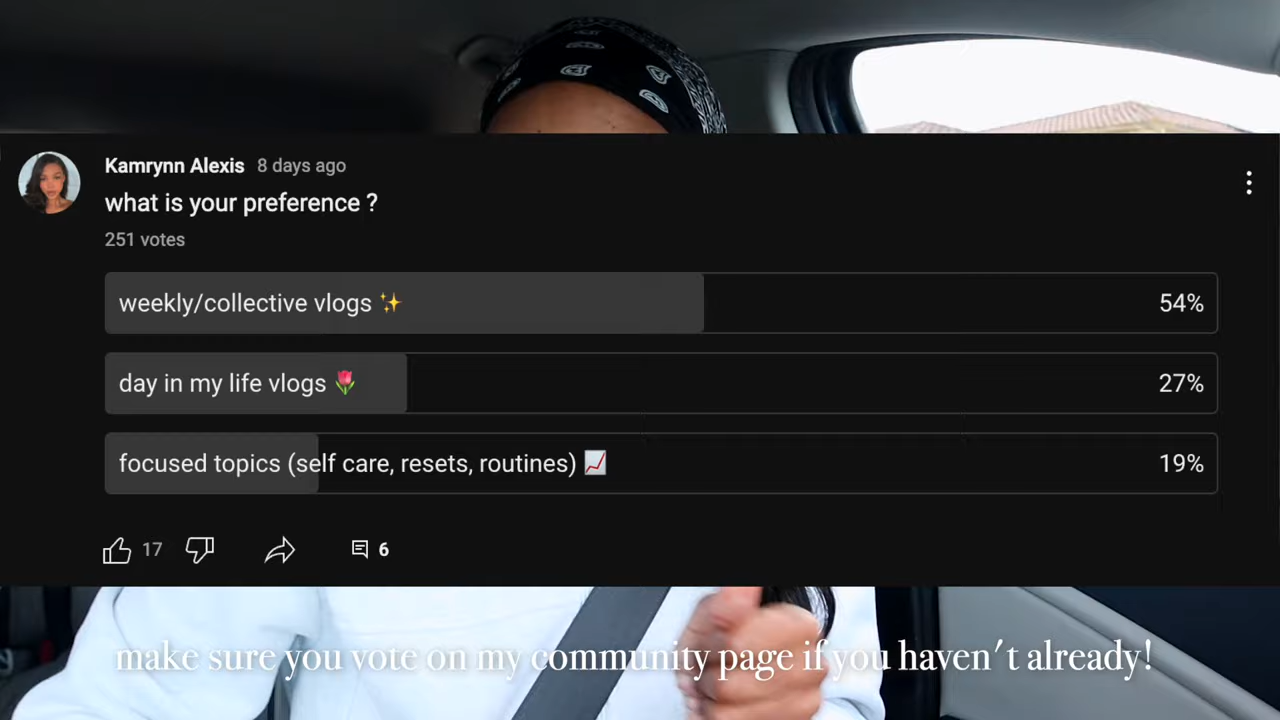 Kamrynn Alexis 8 days ago
what is your preference ?
251 votes
weekly/collective vlogs ✨ 54%
day in my life vlogs 🌷 27%
focused topics (self care, resets, routines) 📈 19%
17 6
make sure you vote on my community page if you haven't already!